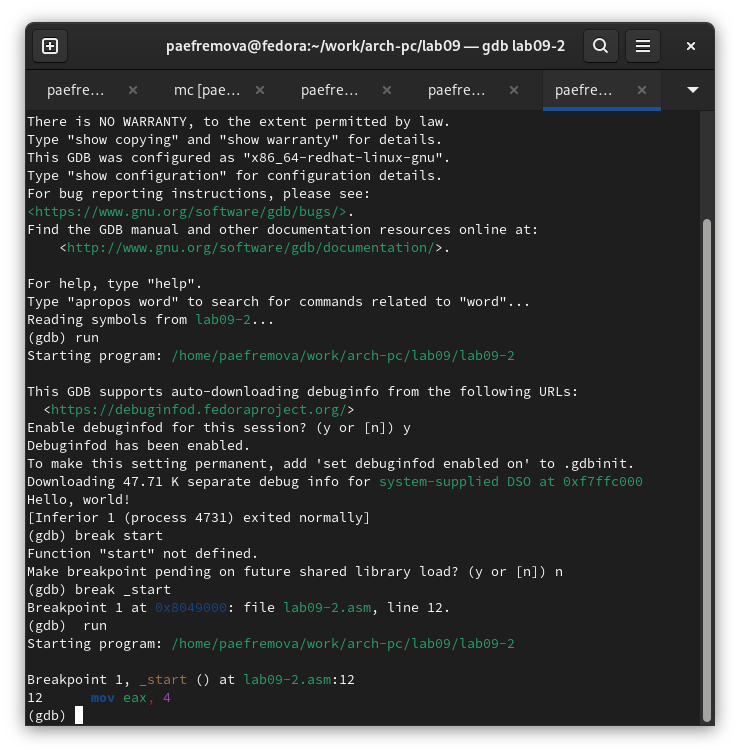 paefremova@fedora:~/work/arch-pc/lab09 — gdb lab09-2
paefre... mc [pae... paefre... paefre... paefre...
There is NO WARRANTY, to the extent permitted by law.
Type "show copying" and "show warranty" for details.
This GDB was configured as "x86_64-redhat-linux-gnu".
Type "show configuration" for configuration details.
For bug reporting instructions, please see:
<https://www.gnu.org/software/gdb/bugs/>.
Find the GDB manual and other documentation resources online at:
    <http://www.gnu.org/software/gdb/documentation/>.
For help, type "help".
Type "apropos word" to search for commands related to "word"...
Reading symbols from lab09-2...
(gdb) run
Starting program: /home/paefremova/work/arch-pc/lab09/lab09-2
This GDB supports auto-downloading debuginfo from the following URLs:
  <https://debuginfod.fedoraproject.org/>
Enable debuginfod for this session? (y or [n]) y
Debuginfod has been enabled.
To make this setting permanent, add 'set debuginfod enabled on' to .gdbinit.
Downloading 47.71 K separate debug info for system-supplied DSO at 0xf7ffc000
Hello, world!
[Inferior 1 (process 4731) exited normally]
(gdb) break start
Function "start" not defined.
Make breakpoint pending on future shared library load? (y or [n]) n
(gdb) break _start
Breakpoint 1 at 0x8049000: file lab09-2.asm, line 12.
(gdb)  run
Starting program: /home/paefremova/work/arch-pc/lab09/lab09-2
Breakpoint 1, _start () at lab09-2.asm:12
12      mov eax, 4
(gdb)